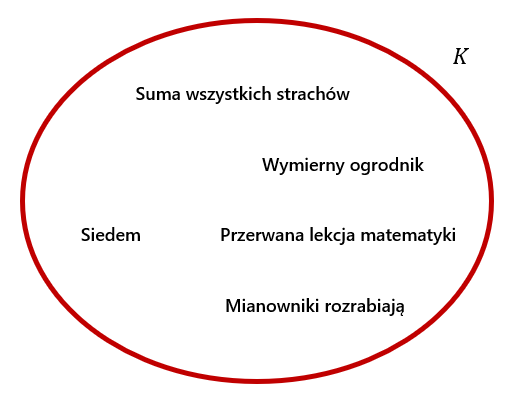 K
Suma wszystkich strachów
Wymierny ogrodnik
Siedem
Przerwana lekcja matematyki
Mianowniki rozrabiają